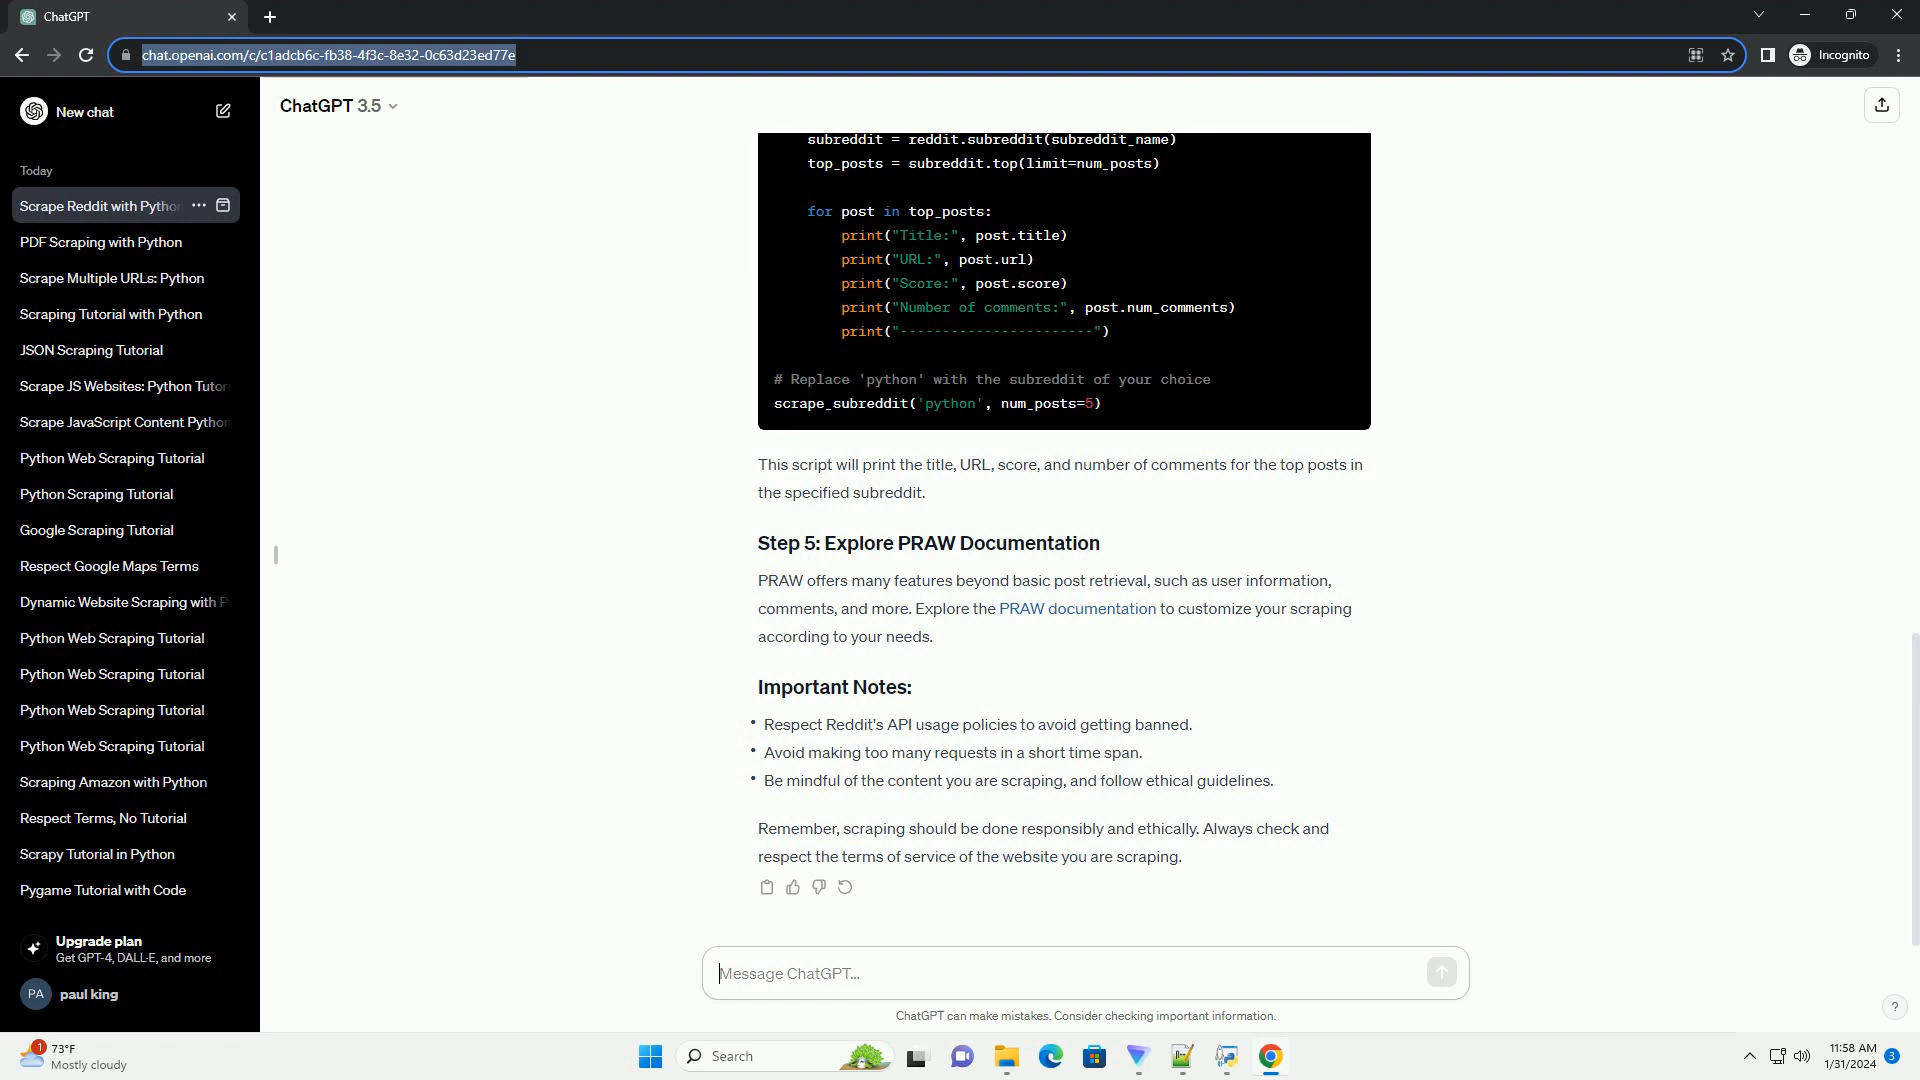 ChatGPT
chat.openai.com/c/c1adcb6c-fb38-4f3c-8e32-0c63d23ed77e
Incognito
New chat
Today
Scrape Reddit with Python
PDF Scraping with Python
Scrape Multiple URLs: Python
Scraping Tutorial with Python
JSON Scraping Tutorial
Scrape JS Websites: Python Tutor
Scrape JavaScript Content Python
Python Web Scraping Tutorial
Python Scraping Tutorial
Google Scraping Tutorial
Respect Google Maps Terms
Dynamic Website Scraping with P
Python Web Scraping Tutorial
Python Web Scraping Tutorial
Python Web Scraping Tutorial
Python Web Scraping Tutorial
Scraping Amazon with Python
Respect Terms, No Tutorial
Scrapy Tutorial in Python
Pygame Tutorial with Code
Upgrade plan
Get GPT-4, DALL·E, and more
PA paul king
ChatGPT 3.5
subreddit = reddit.subreddit(subreddit_name)
top_posts = subreddit.top(limit=num_posts)
for post in top_posts:
print("Title:", post.title)
print("URL:", post.url)
print("Score:", post.score)
print("Number of comments:", post.num_comments)
print("-----------------------")
# Replace 'python' with the subreddit of your choice
scrape_subreddit('python', num_posts=5)
This script will print the title, URL, score, and number of comments for the top posts in
the specified subreddit.
Step 5: Explore PRAW Documentation
PRAW offers many features beyond basic post retrieval, such as user information,
comments, and more. Explore the PRAW documentation to customize your scraping
according to your needs.
Important Notes:
• Respect Reddit's API usage policies to avoid getting banned.
• Avoid making too many requests in a short time span.
• Be mindful of the content you are scraping, and follow ethical guidelines.
Remember, scraping should be done responsibly and ethically. Always check and
respect the terms of service of the website you are scraping.
Message ChatGPT...
ChatGPT can make mistakes. Consider checking important information.
?
1
73°F
Mostly cloudy
Search
11:58 AM
1/31/2024
3